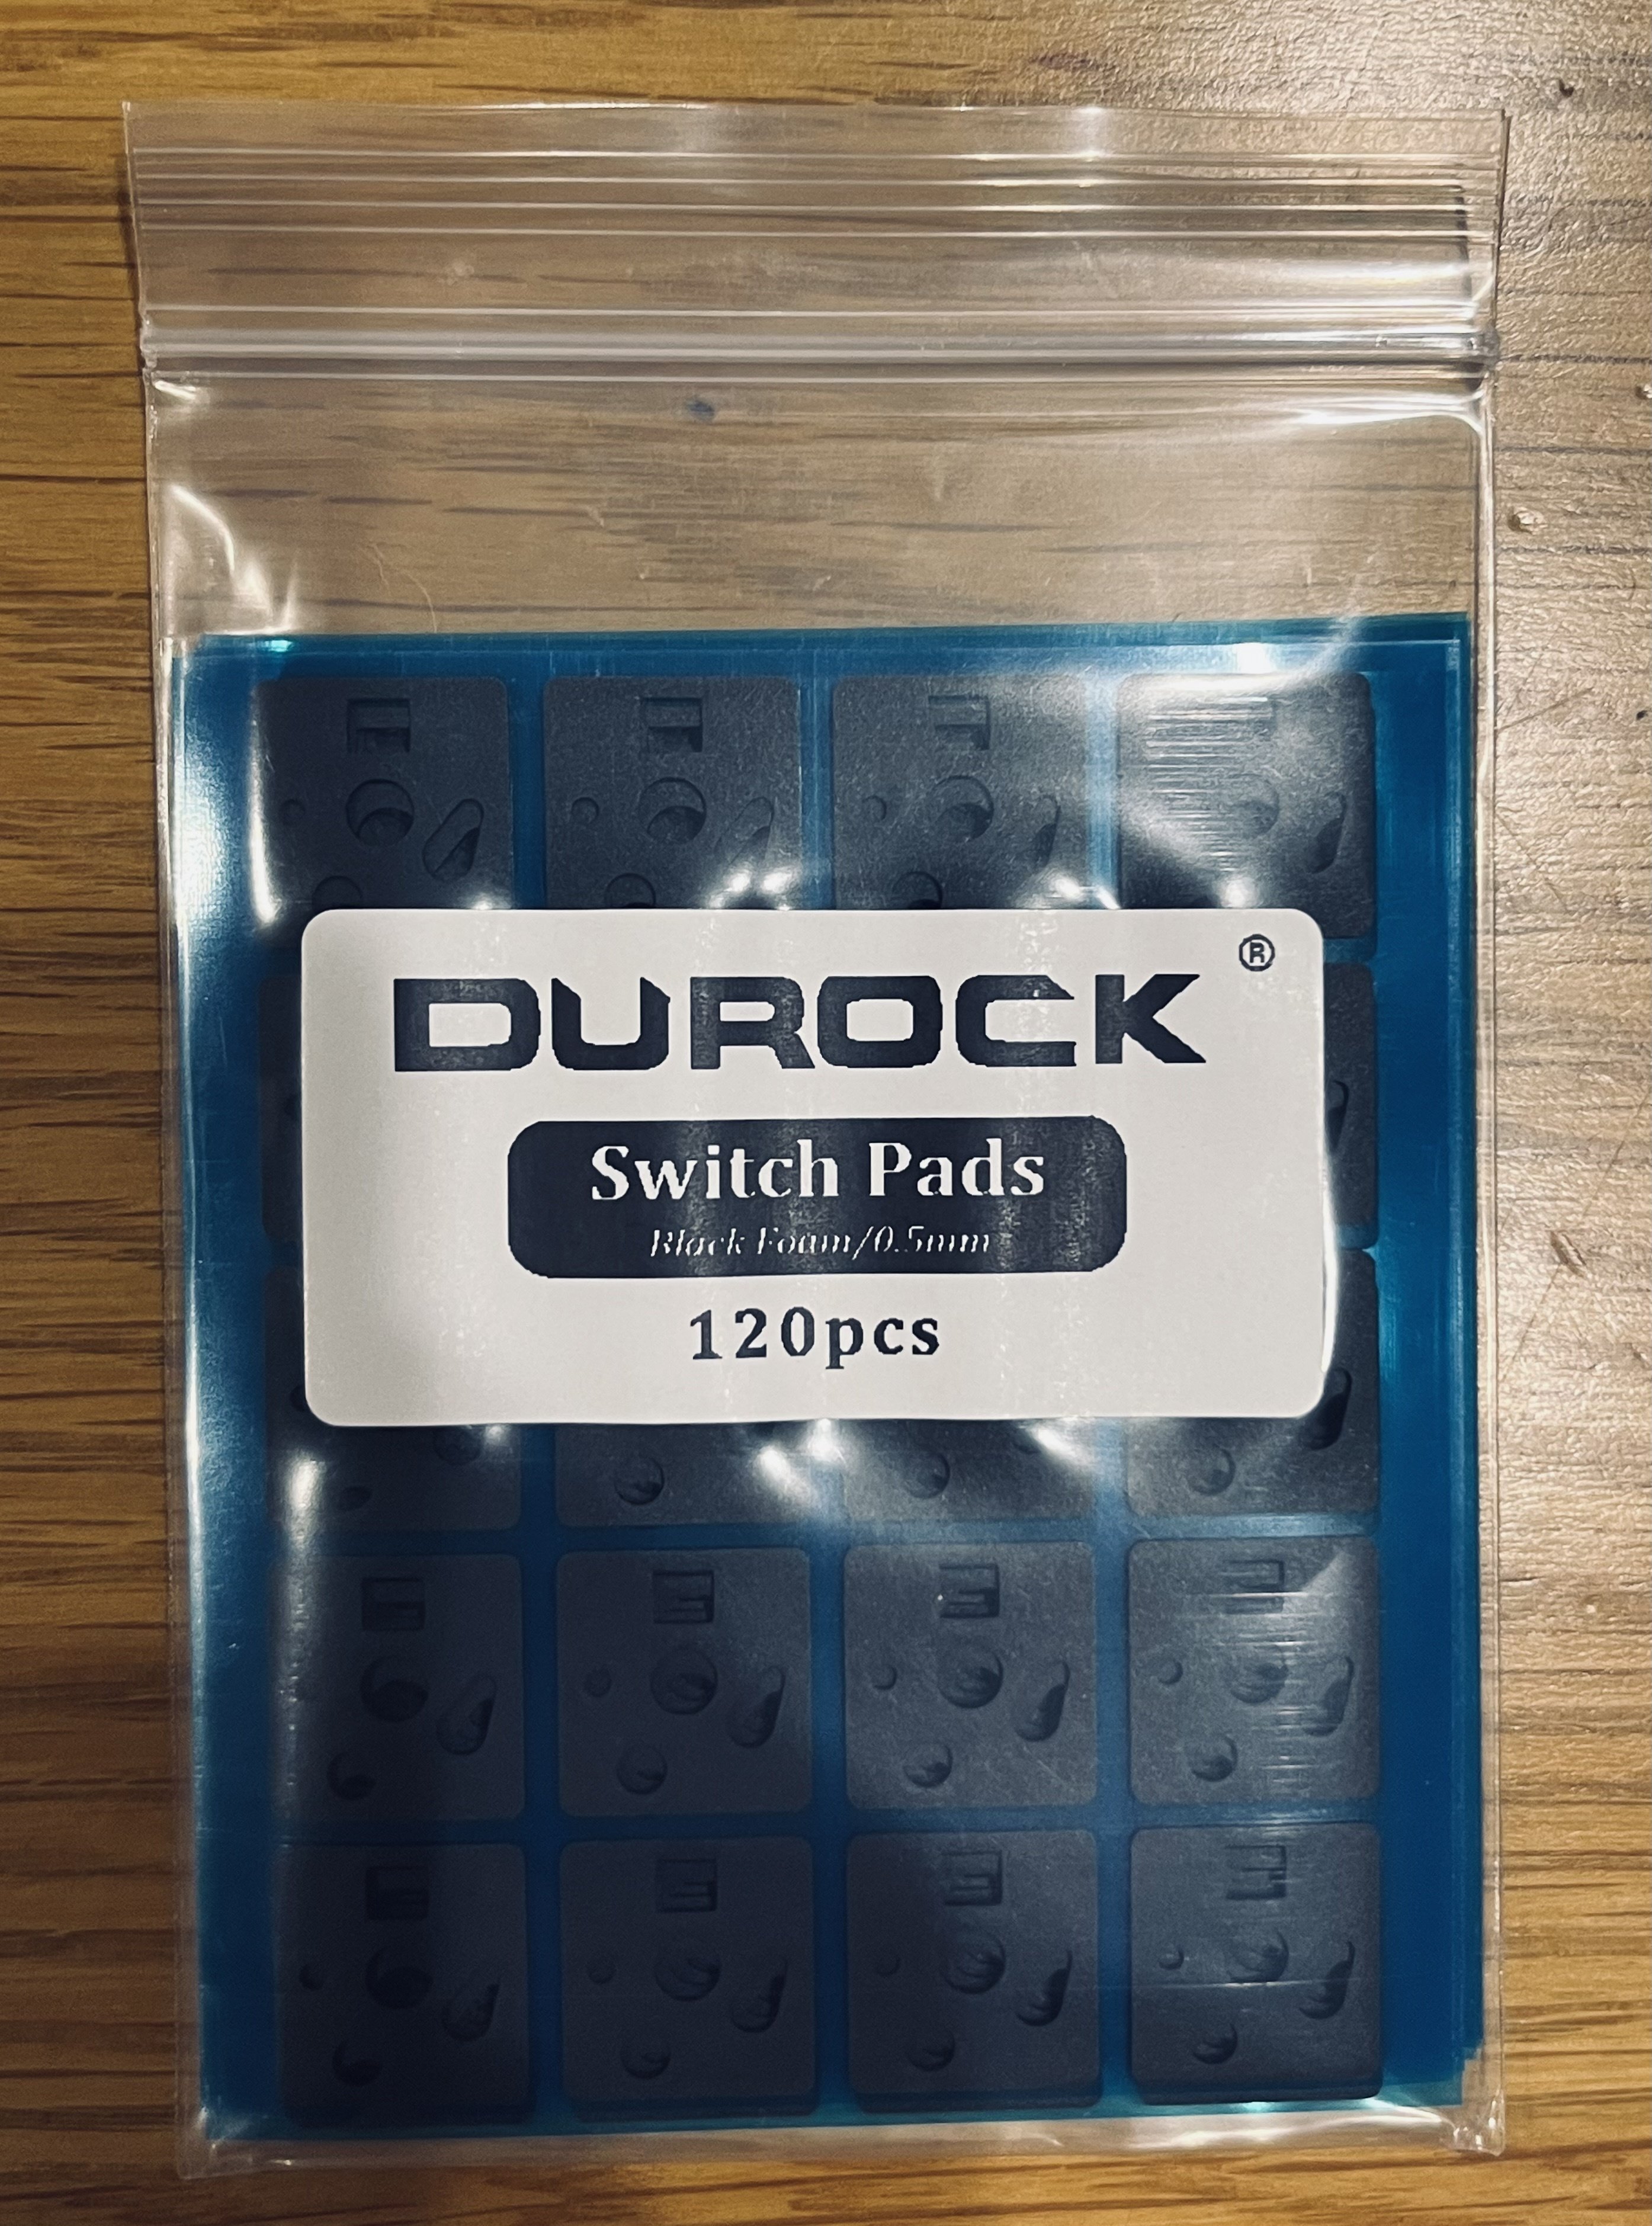 DUROCK®
Switch Pads
Black Foam/0.5mm
120pcs